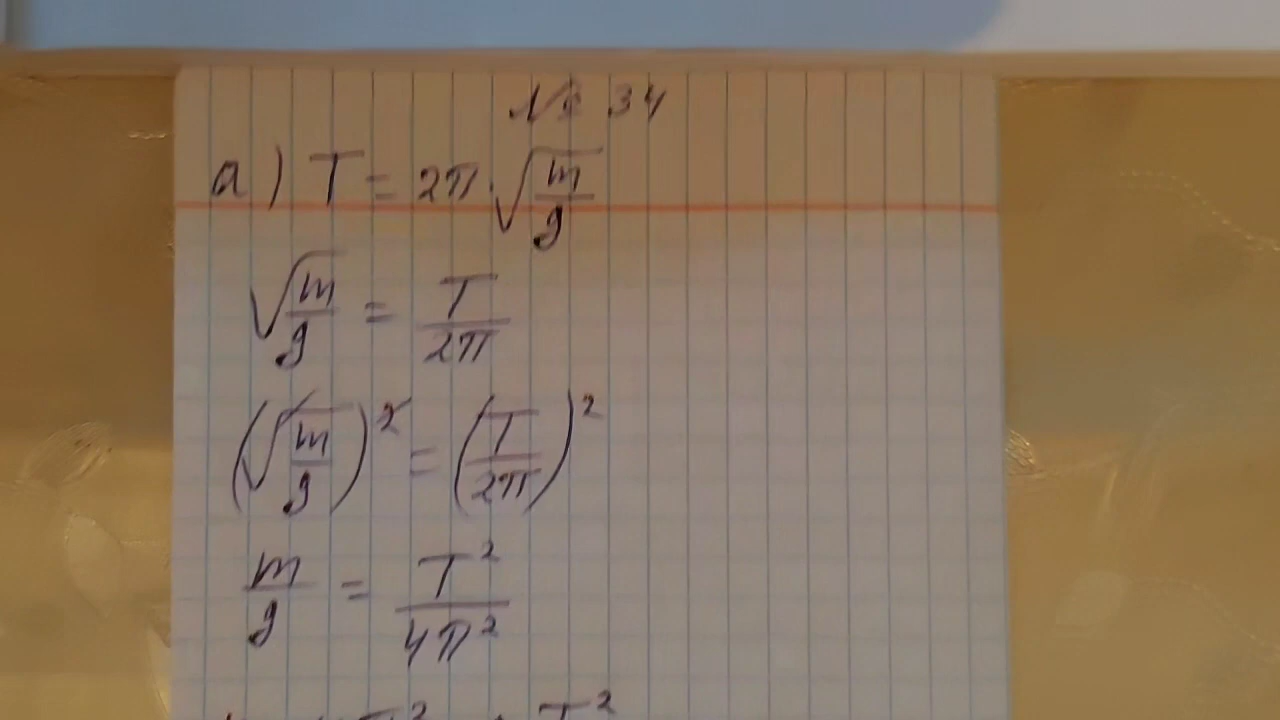 № 34
а) T = 2π · √(m/g)
√(m/g) = T/2π
(√(m/g))² = (T/2π)²
m/g = T²/4π²